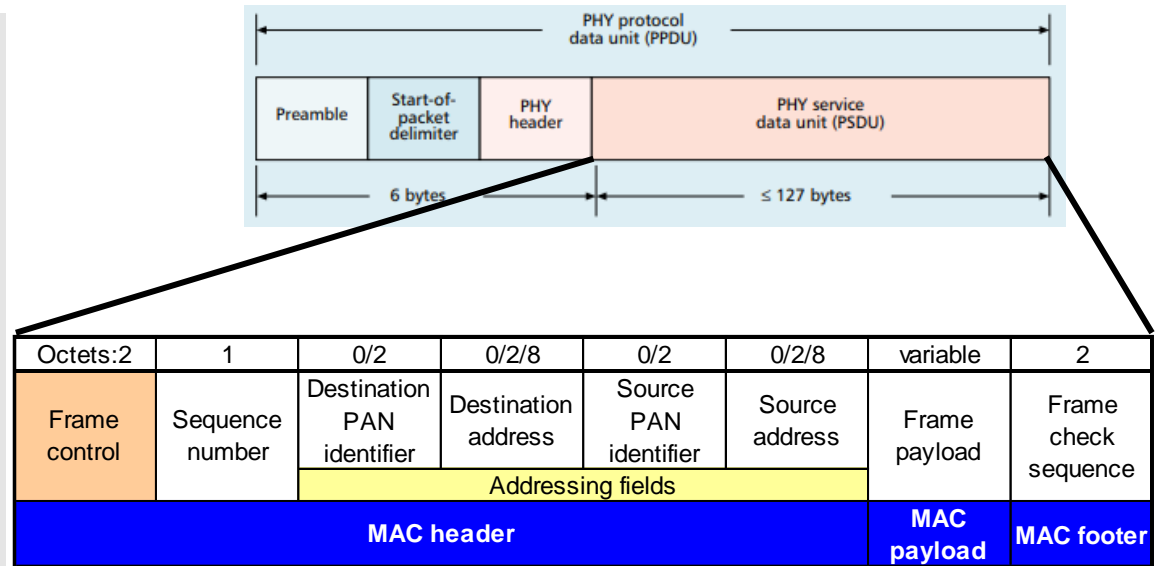 PHY protocol
data unit (PPDU)
Preamble
Start-of-
packet
delimiter
PHY
header
PHY service
data unit (PSDU)
6 bytes
≤ 127 bytes
Octets:2 1 0/2 0/2/8 0/2 0/2/8 variable 2
Frame
control
Sequence
number
Destination
PAN
identifier
Destination
address
Source
PAN
identifier
Source
address
Frame
payload
Frame
check
sequence
Addressing fields
MAC header
MAC
payload
MAC footer